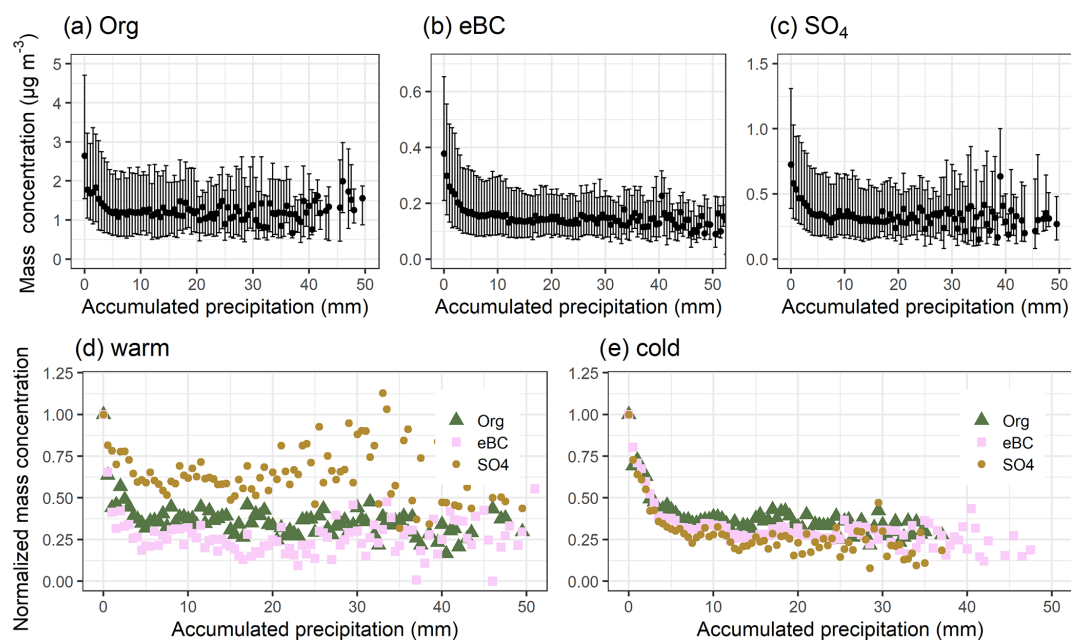 (a) Org
(b) eBC
(c) SO₄
Mass concentration (µg m⁻³)
5
4
3
2
1
0
0.6
0.4
0.2
0.0
1.5
1.0
0.5
0.0
0 10 20 30 40 50
0 10 20 30 40 50
0 10 20 30 40 50
Accumulated precipitation (mm)
Accumulated precipitation (mm)
Accumulated precipitation (mm)
(d) warm
(e) cold
Normalized mass concentration
1.25
1.00
0.75
0.50
0.25
0.00
Org
eBC
SO4
1.25
1.00
0.75
0.50
0.25
0.00
Org
eBC
SO4
0 10 20 30 40 50
0 10 20 30 40 50
Accumulated precipitation (mm)
Accumulated precipitation (mm)